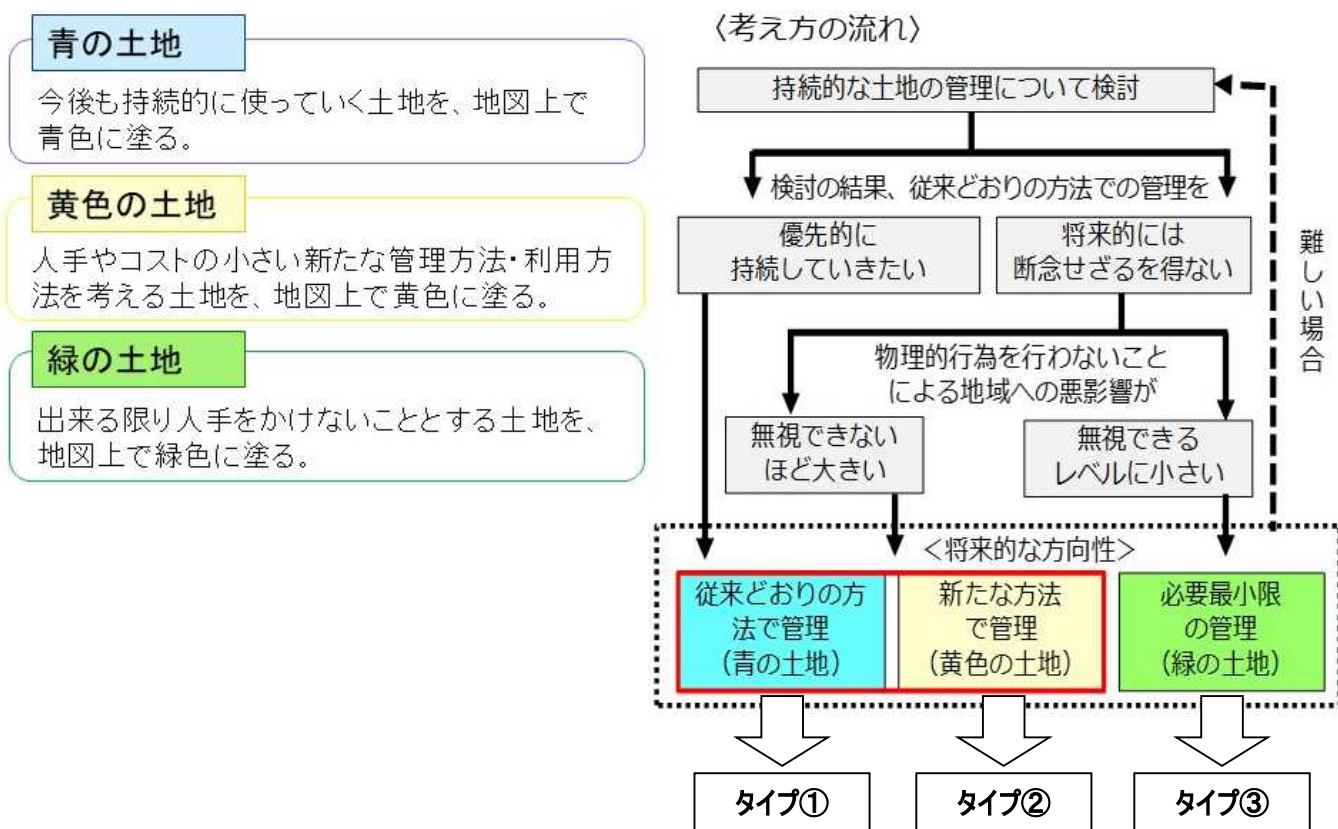 青の土地
今後も持続的に使っていく土地を、地図上で
青色に塗る。
黄色の土地
人手やコストの小さい新たな管理方法・利用方
法を考える土地を、地図上で黄色に塗る。
緑の土地
出来る限り人手をかけないこととする土地を、
地図上で緑色に塗る。
〈考え方の流れ〉
持続的な土地の管理について検討
検討の結果、従来どおりの方法での管理を
優先的に
持続していきたい
将来的には
断念せざるを得ない
難しい場合
物理的行為を行わないこと
による地域への悪影響が
無視できない
ほど大きい
無視できる
レベルに小さい
＜将来的な方向性＞
従来どおりの方
法で管理
（青の土地）
新たな方法
で管理
（黄色の土地）
必要最小限
の管理
（緑の土地）
タイプ①
タイプ②
タイプ③